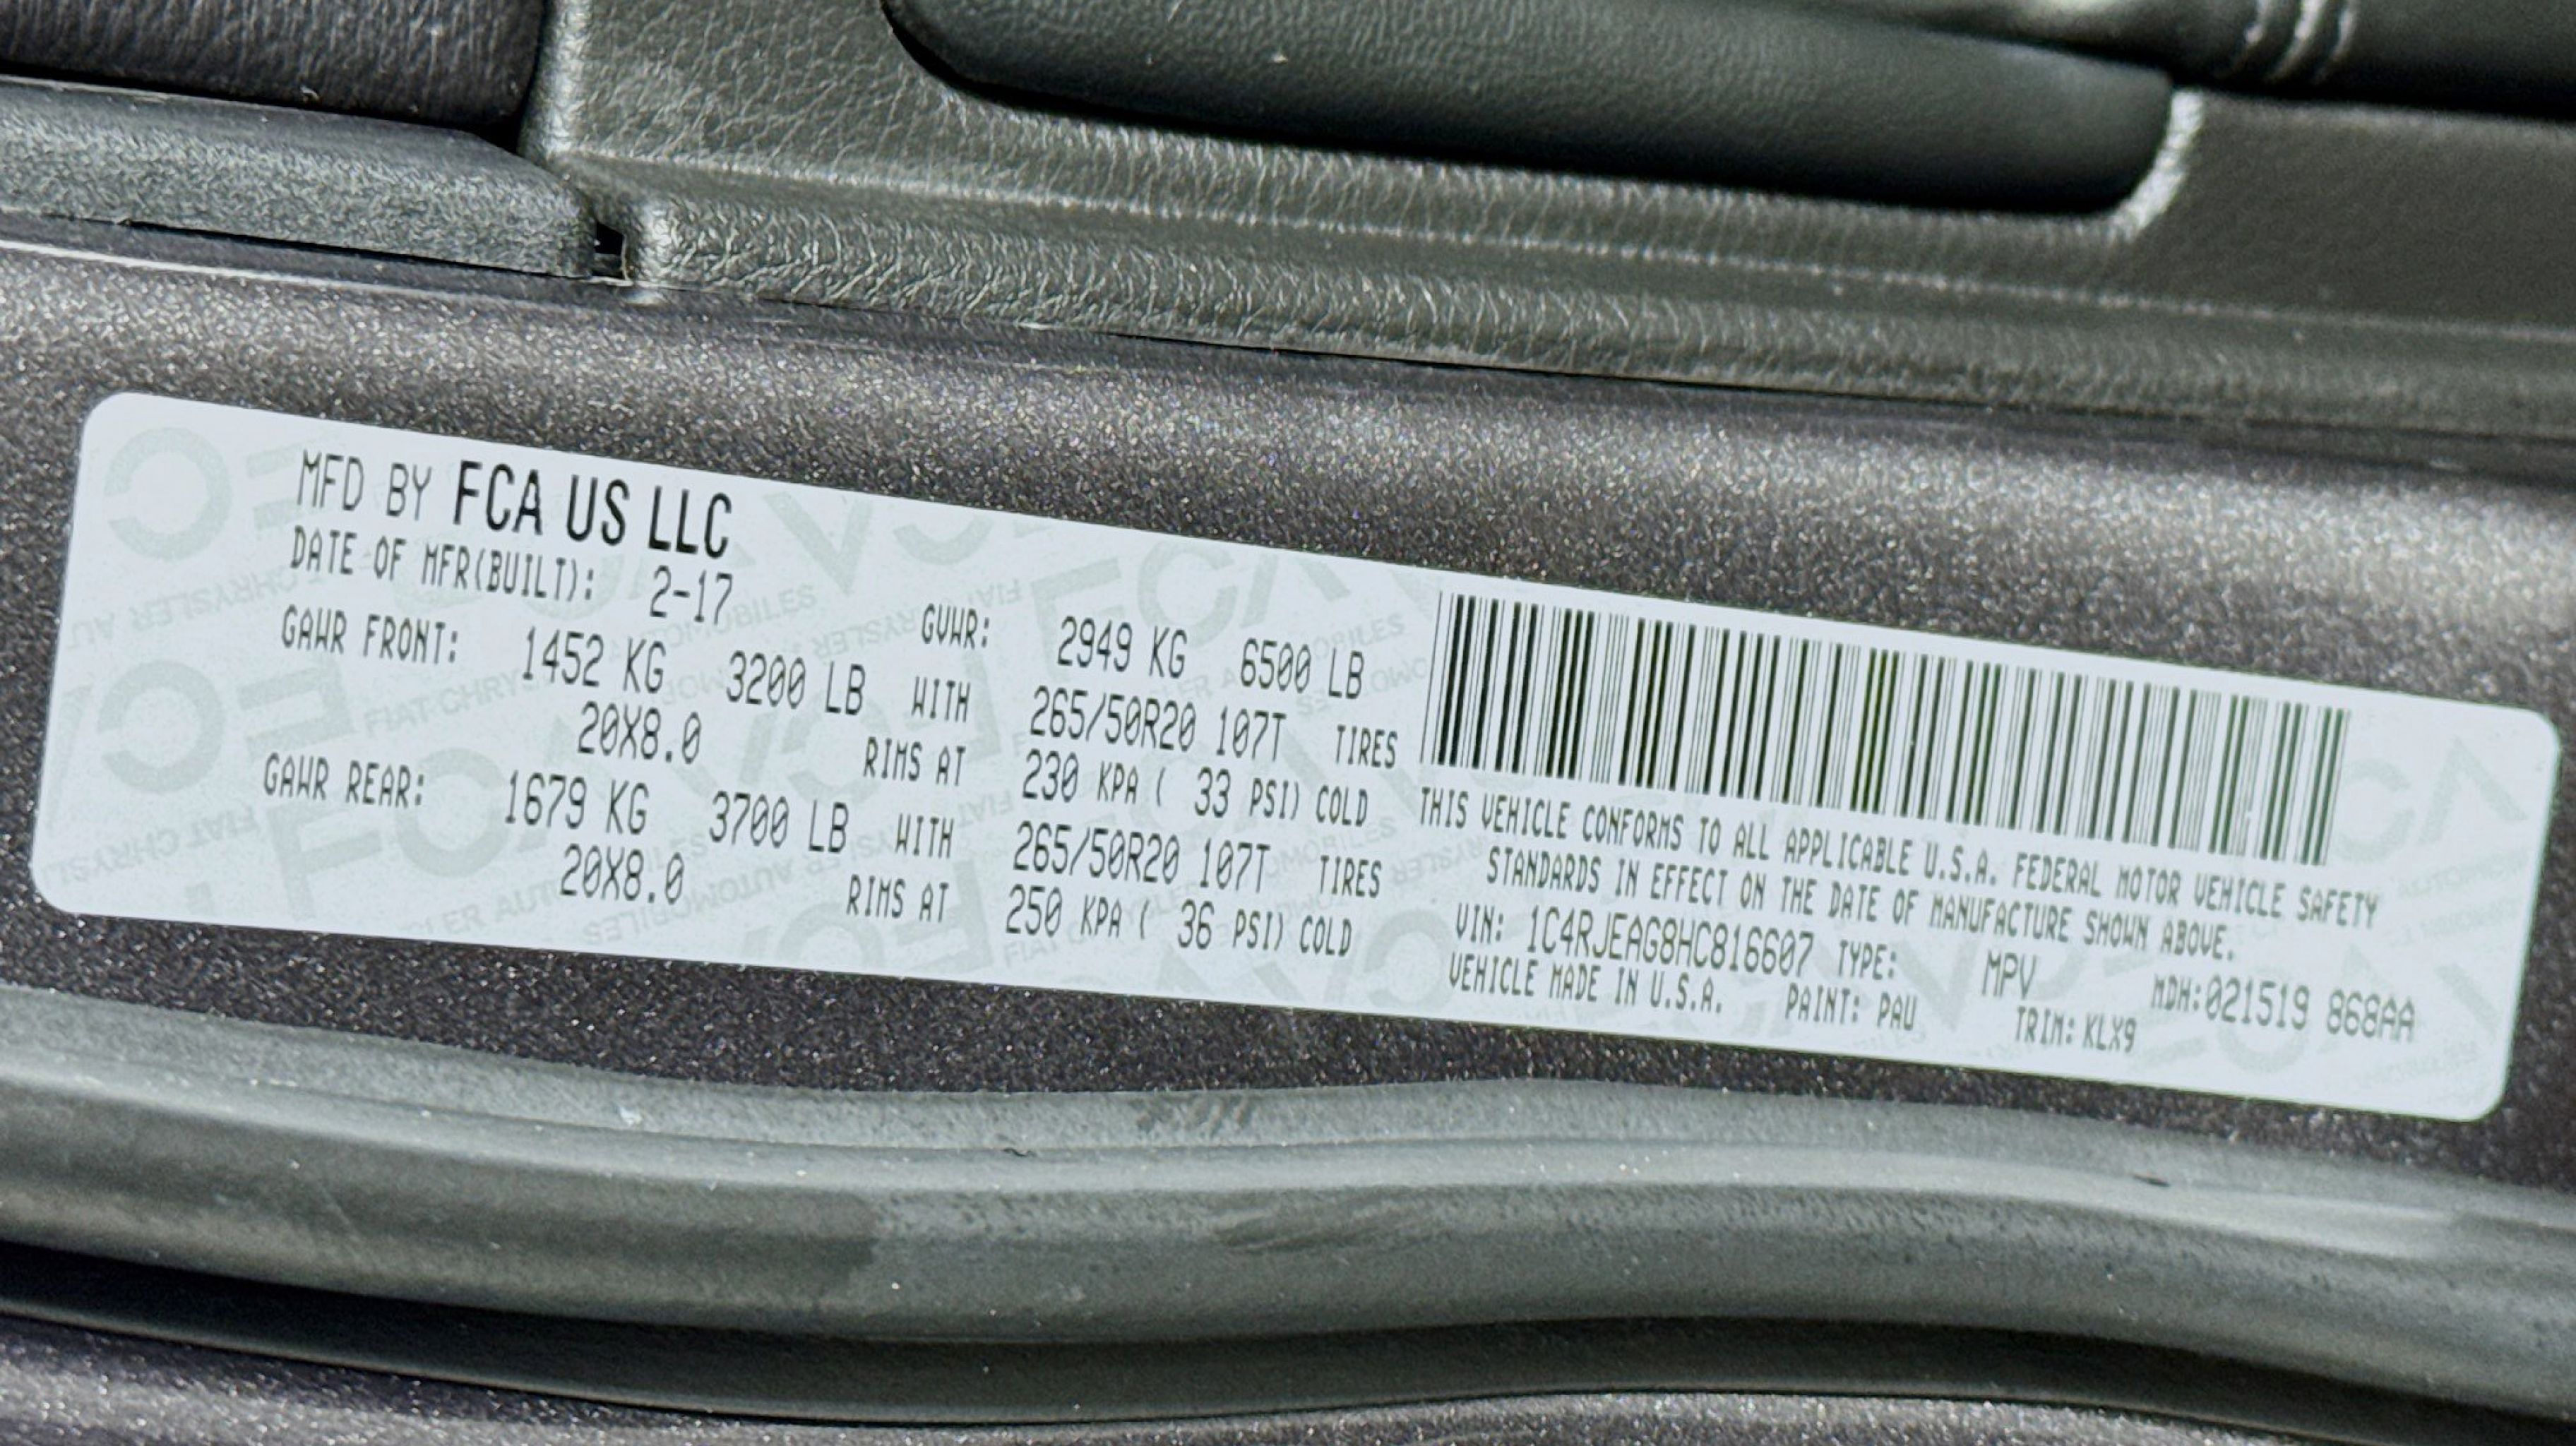 MFD BY FCA US LLC
DATE OF MFR(BUILT): 2-17 GVWR: 2949 KG 6500 LB
GAWR FRONT: 1452 KG 3200 LB WITH 265/50R20 107T TIRES
20X8.0 RIMS AT 230 KPA ( 33 PSI) COLD
GAWR REAR: 1679 KG 3700 LB WITH 265/50R20 107T TIRES
20X8.0 RIMS AT 250 KPA ( 36 PSI) COLD
THIS VEHICLE CONFORMS TO ALL APPLICABLE U.S.A. FEDERAL MOTOR VEHICLE SAFETY
STANDARDS IN EFFECT ON THE DATE OF MANUFACTURE SHOWN ABOVE.
VIN: 1C4RJEAG8HC816607 TYPE: MPV MDH:021519 868AA
VEHICLE MADE IN U.S.A. PAINT: PAU TRIM: KLX9